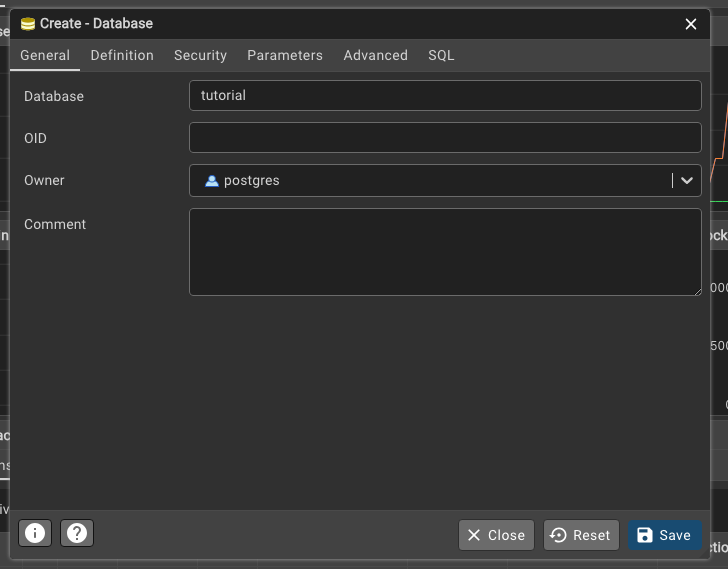 Create - Database
General Definition Security Parameters Advanced SQL
Database tutorial
OID
Owner postgres
Comment
Close Reset Save